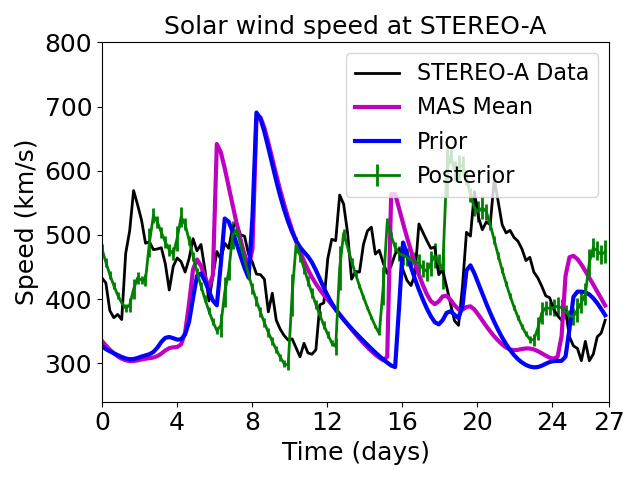 Solar wind speed at STEREO-A
800
700
600
500
400
300
Speed (km/s)
STEREO-A Data
MAS Mean
Prior
Posterior
0 4 8 12 16 20 24 27
Time (days)